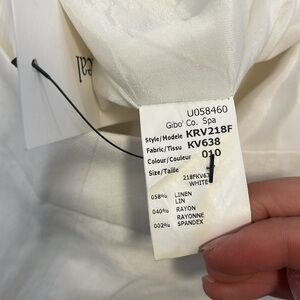 U058460
Gibo' Co. Spa
Style/Modele KRV218F
Fabric/Tissu KV638
Colour/Couleur 010
Size/Taille
218FKV63
WHITE
058% LINEN
LIN
040% RAYON
RAYONNE
002% SPANDEX